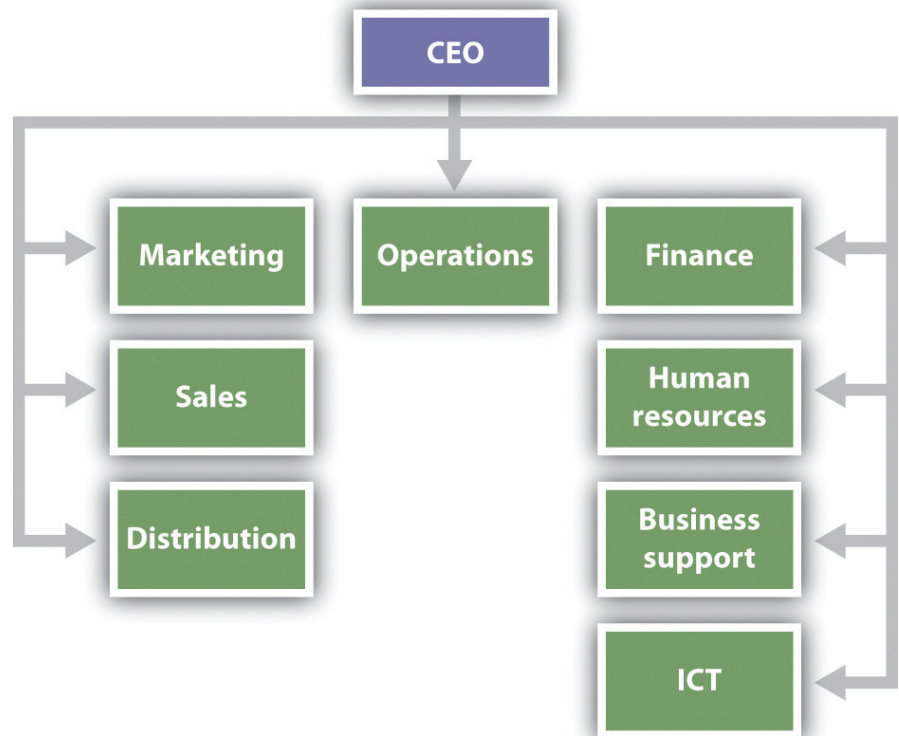 CEO
Marketing
Operations
Finance
Sales
Human
resources
Distribution
Business
support
ICT